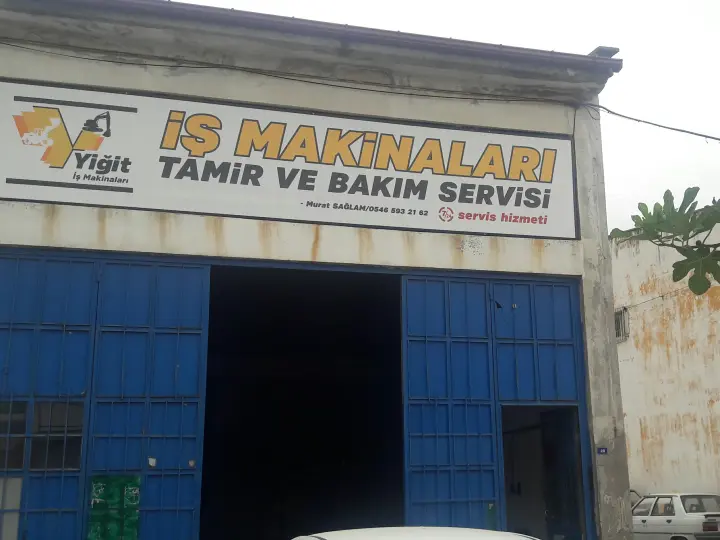 Yiğit
İş Makinaları
İŞ MAKİNALARI
TAMİR VE BAKIM SERVİSİ
- Murat SAĞLAM/0546 593 21 62
servis hizmeti